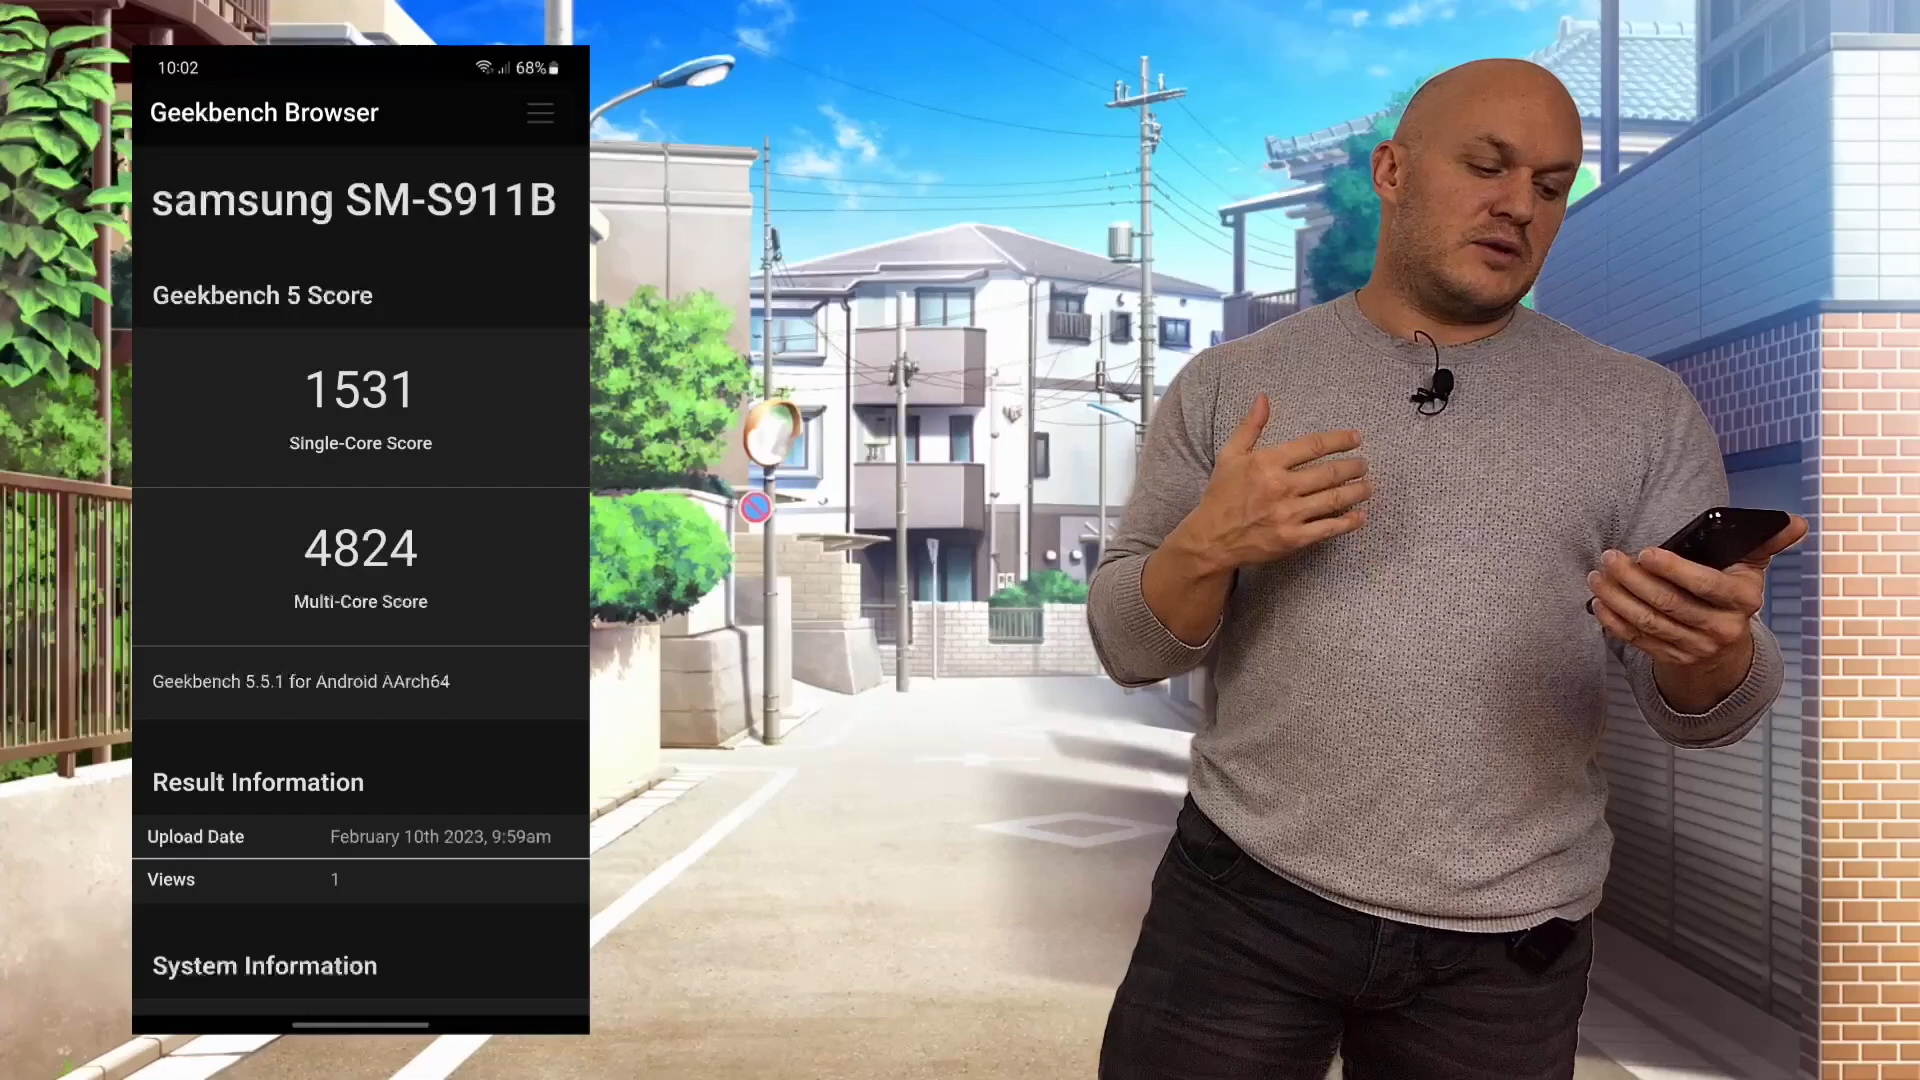 10:02
68%
Geekbench Browser
samsung SM-S911B
Geekbench 5 Score
1531
Single-Core Score
4824
Multi-Core Score
Geekbench 5.5.1 for Android AArch64
Result Information
Upload Date February 10th 2023, 9:59am
Views 1
System Information